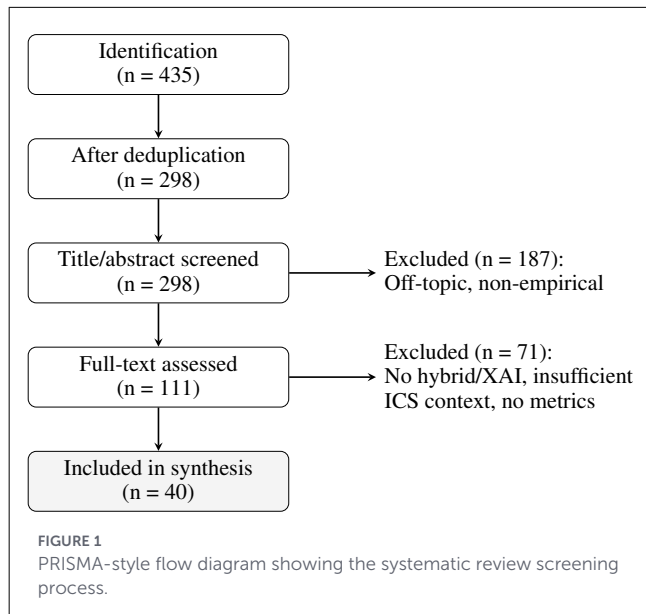 Identification
(n = 435)
After deduplication
(n = 298)
Title/abstract screened
(n = 298)
Excluded (n = 187):
Off-topic, non-empirical
Full-text assessed
(n = 111)
Excluded (n = 71):
No hybrid/XAI, insufficient
ICS context, no metrics
Included in synthesis
(n = 40)
FIGURE 1
PRISMA-style flow diagram showing the systematic review screening
process.